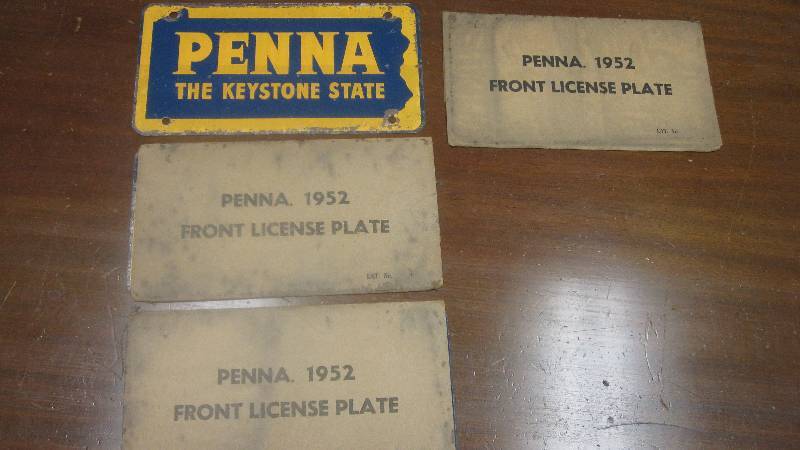 PENNA
THE KEYSTONE STATE
PENNA. 1952
FRONT LICENSE PLATE
PENNA. 1952
FRONT LICENSE PLATE
PENNA. 1952
FRONT LICENSE PLATE